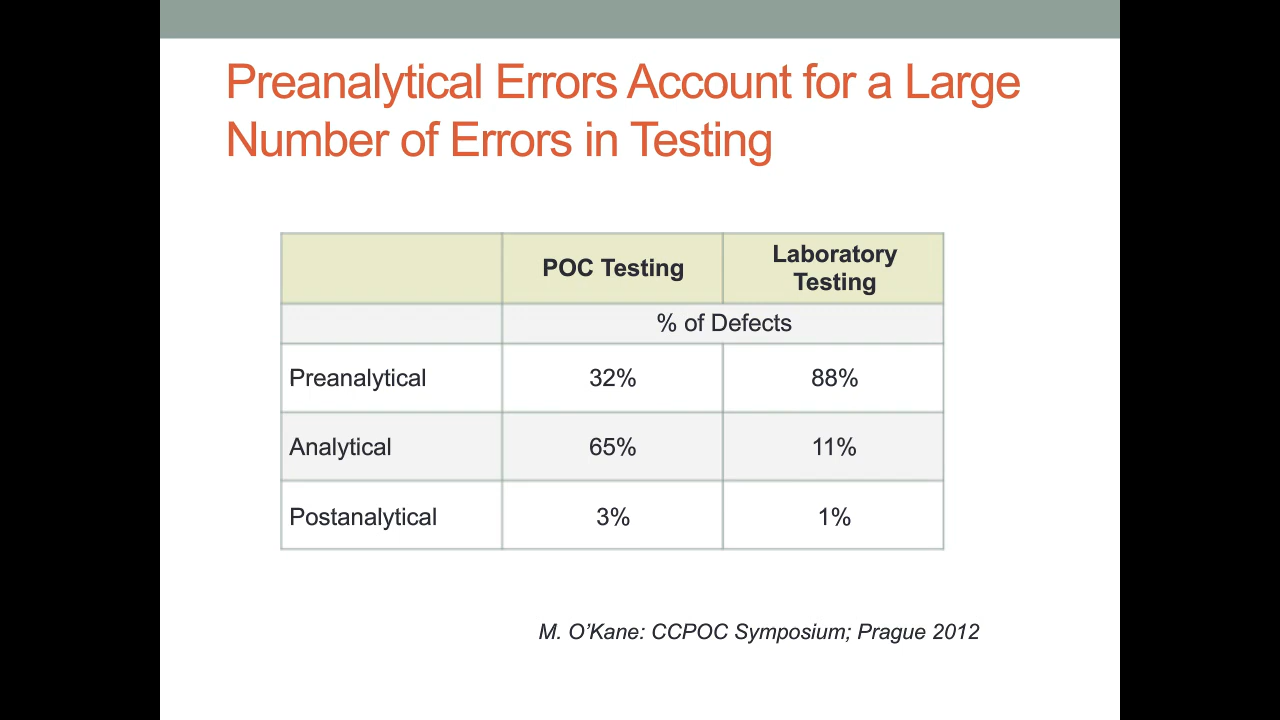 Preanalytical Errors Account for a Large
Number of Errors in Testing
POC Testing
Laboratory
Testing
% of Defects
Preanalytical 32% 88%
Analytical 65% 11%
Postanalytical 3% 1%
M. O’Kane: CCPOC Symposium; Prague 2012